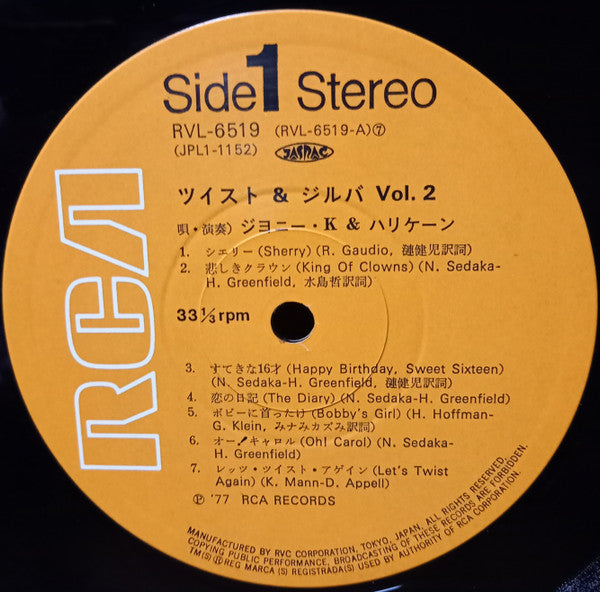 Side 1 Stereo
RVL-6519 (RVL-6519-A)⑦
(JPL1-1152) JASRAC
RCA
ツイスト & ジルバ Vol. 2
唄・演奏) ジョニー・K & ハリケーン
1. シェリー (Sherry) (R. Gaudio, 漣健児訳詞)
2. 悲しきクラウン (King Of Clowns) (N. Sedaka-
H. Greenfield, 水島哲訳詞)
33 1/3 rpm
3. すてきな16才 (Happy Birthday, Sweet Sixteen)
(N. Sedaka-H. Greenfield, 漣健児訳詞)
4. 恋の日記 (The Diary) (N. Sedaka-H. Greenfield)
5. ボビーに首ったけ (Bobby's Girl) (H. Hoffman-
G. Klein, みナみカズみ訳詞)
6. オー!キャロル (Oh! Carol) (N. Sedaka-
H. Greenfield)
7. レッツ・ツイスト・アゲイン (Let's Twist
Again) (K. Mann-D. Appell)
Ⓟ '77 RCA RECORDS
MANUFACTURED BY RVC CORPORATION, TOKYO, JAPAN. ALL RIGHTS RESERVED.
COPYING PUBLIC PERFORMANCE, BROADCASTING OF THESE RECORDS ARE FORBIDDEN.
TM(S) Ⓡ REG MARCA (S) REGISTRADA(S) USED BY AUTHORITY OF RCA CORPORATION.